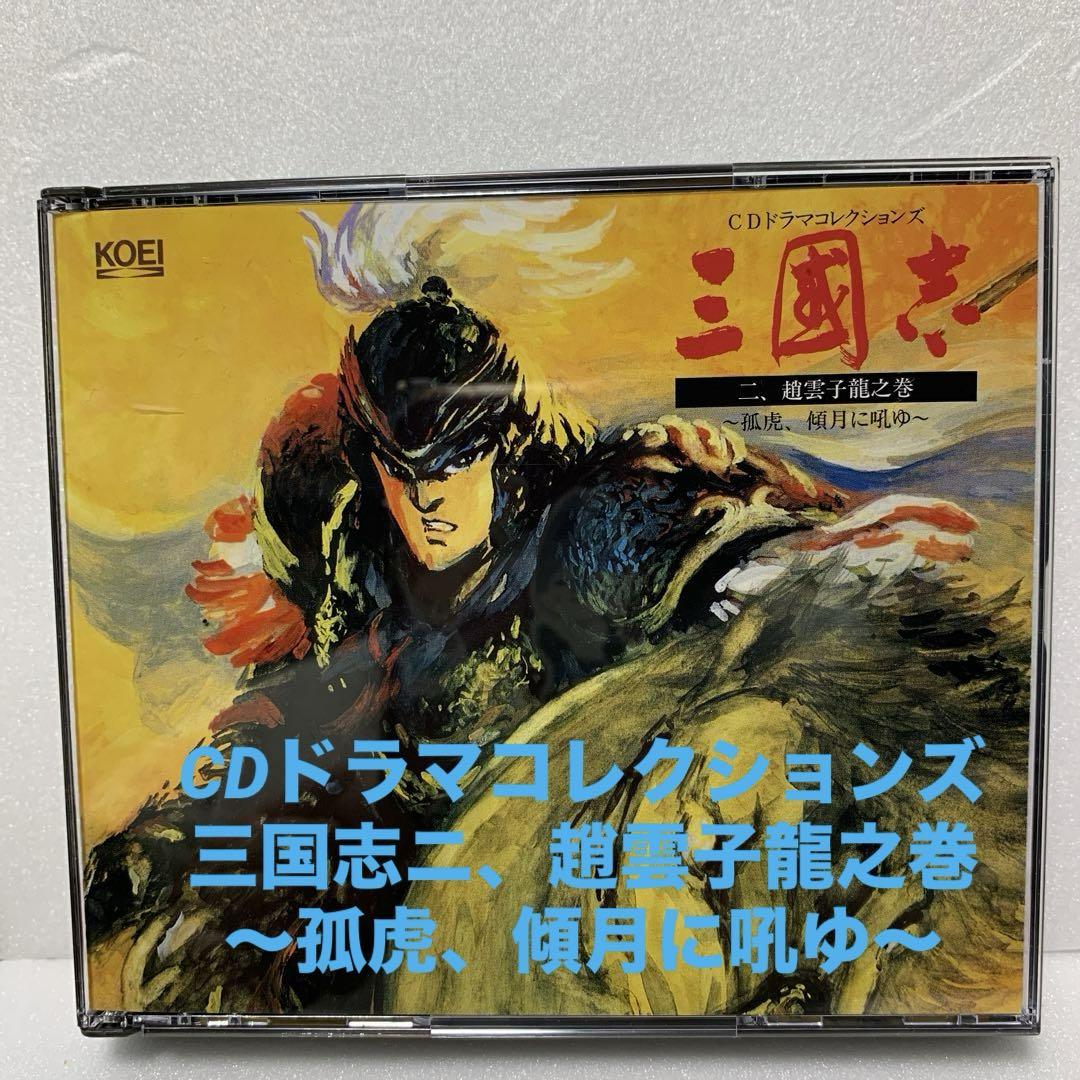 KOEI
CDドラマコレクションズ
三國志
二、趙雲子龍之巻
〜孤虎、傾月に吼ゆ〜
CDドラマコレクションズ
三国志二、趙雲子龍之巻
〜孤虎、傾月に吼ゆ〜